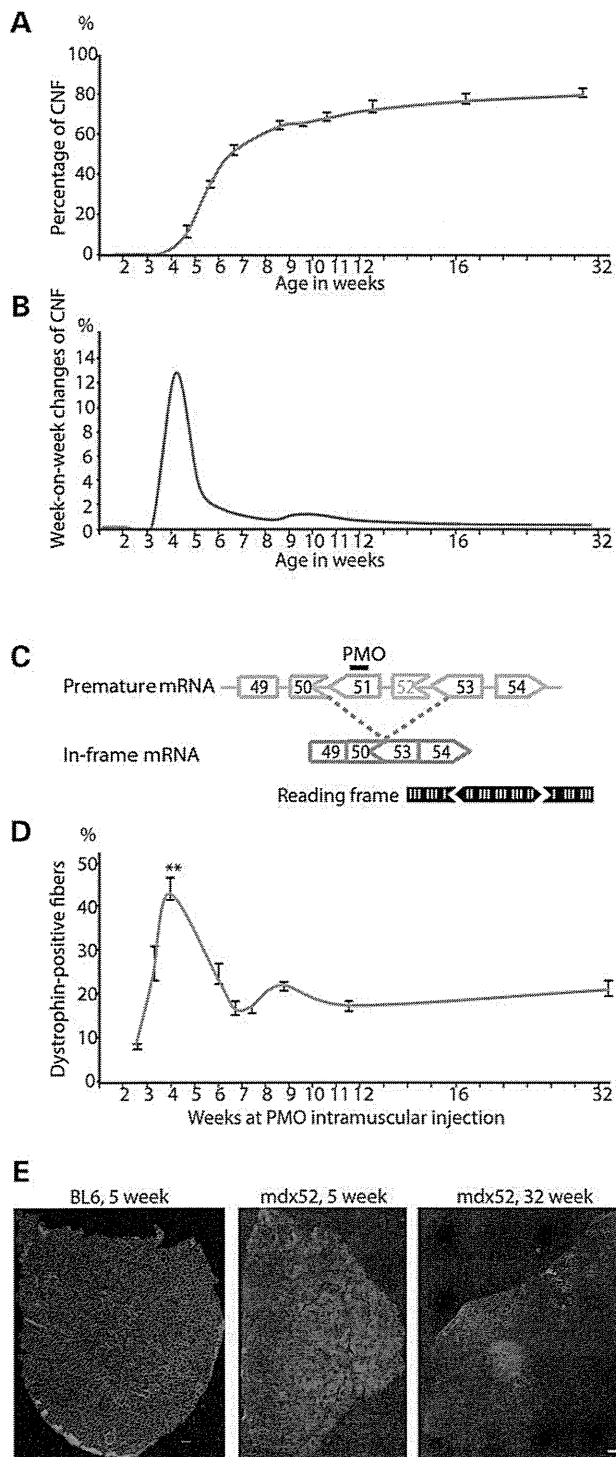 A
%
Percentage of CNF
100
80
60
40
20
0
2 3 4 5 6 7 8 9 10 11 12 16 32
Age in weeks
B
%
Week-on-week changes of CNF
14
12
10
8
6
4
2
0
2 3 4 5 6 7 8 9 10 11 12 16 32
Age in weeks
C
PMO
Premature mRNA
49 50 51 52 53 54
In-frame mRNA
49 50 53 54
Reading frame
D
%
Dystrophin-positive fibers
50
40
30
20
10
0
**
2 3 4 5 6 7 8 9 10 11 12 16 32
Weeks at PMO intramuscular injection
E
BL6, 5 week mdx52, 5 week mdx52, 32 week